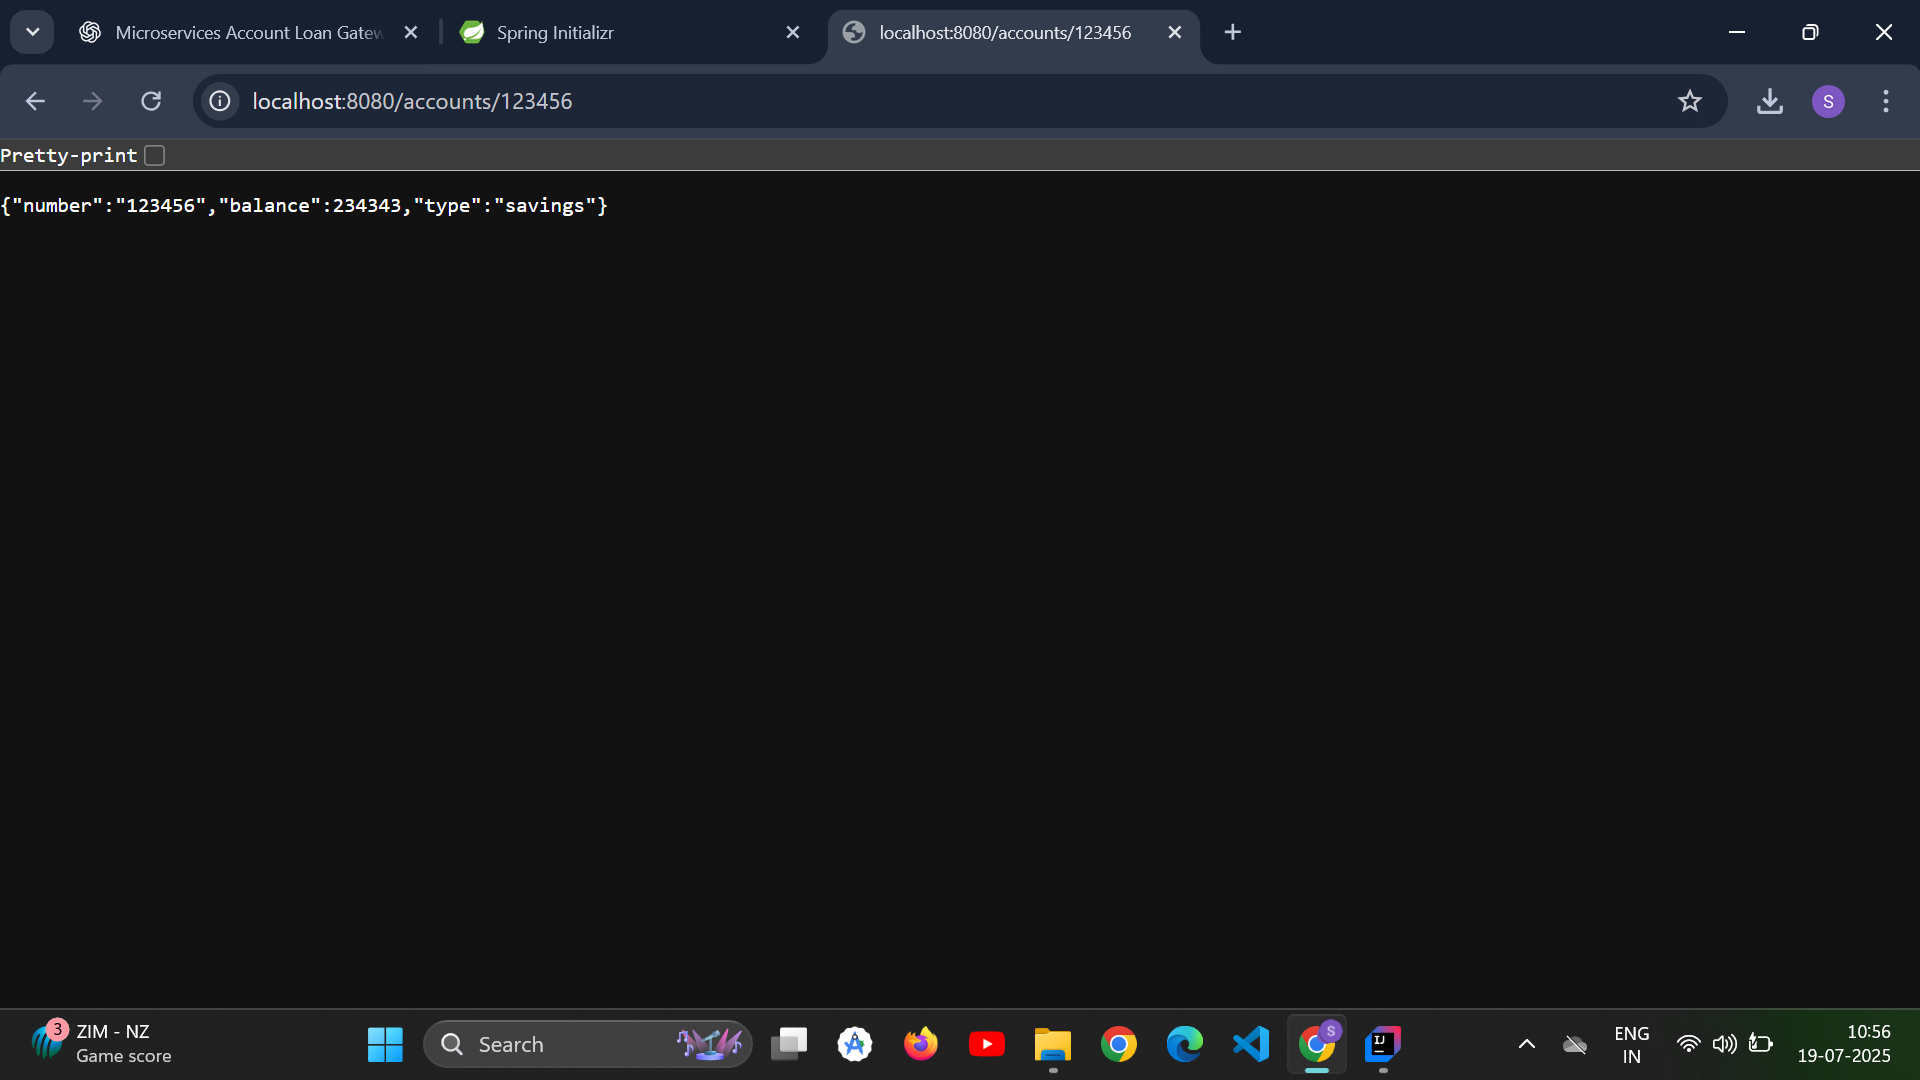 Microservices Account Loan Gatew
Spring Initializr
localhost:8080/accounts/123456
localhost:8080/accounts/123456
S
Pretty-print
{"number":"123456","balance":234343,"type":"savings"}
3
ZIM - NZ
Game score
Search
S
IJ
ENG
IN
10:56
19-07-2025